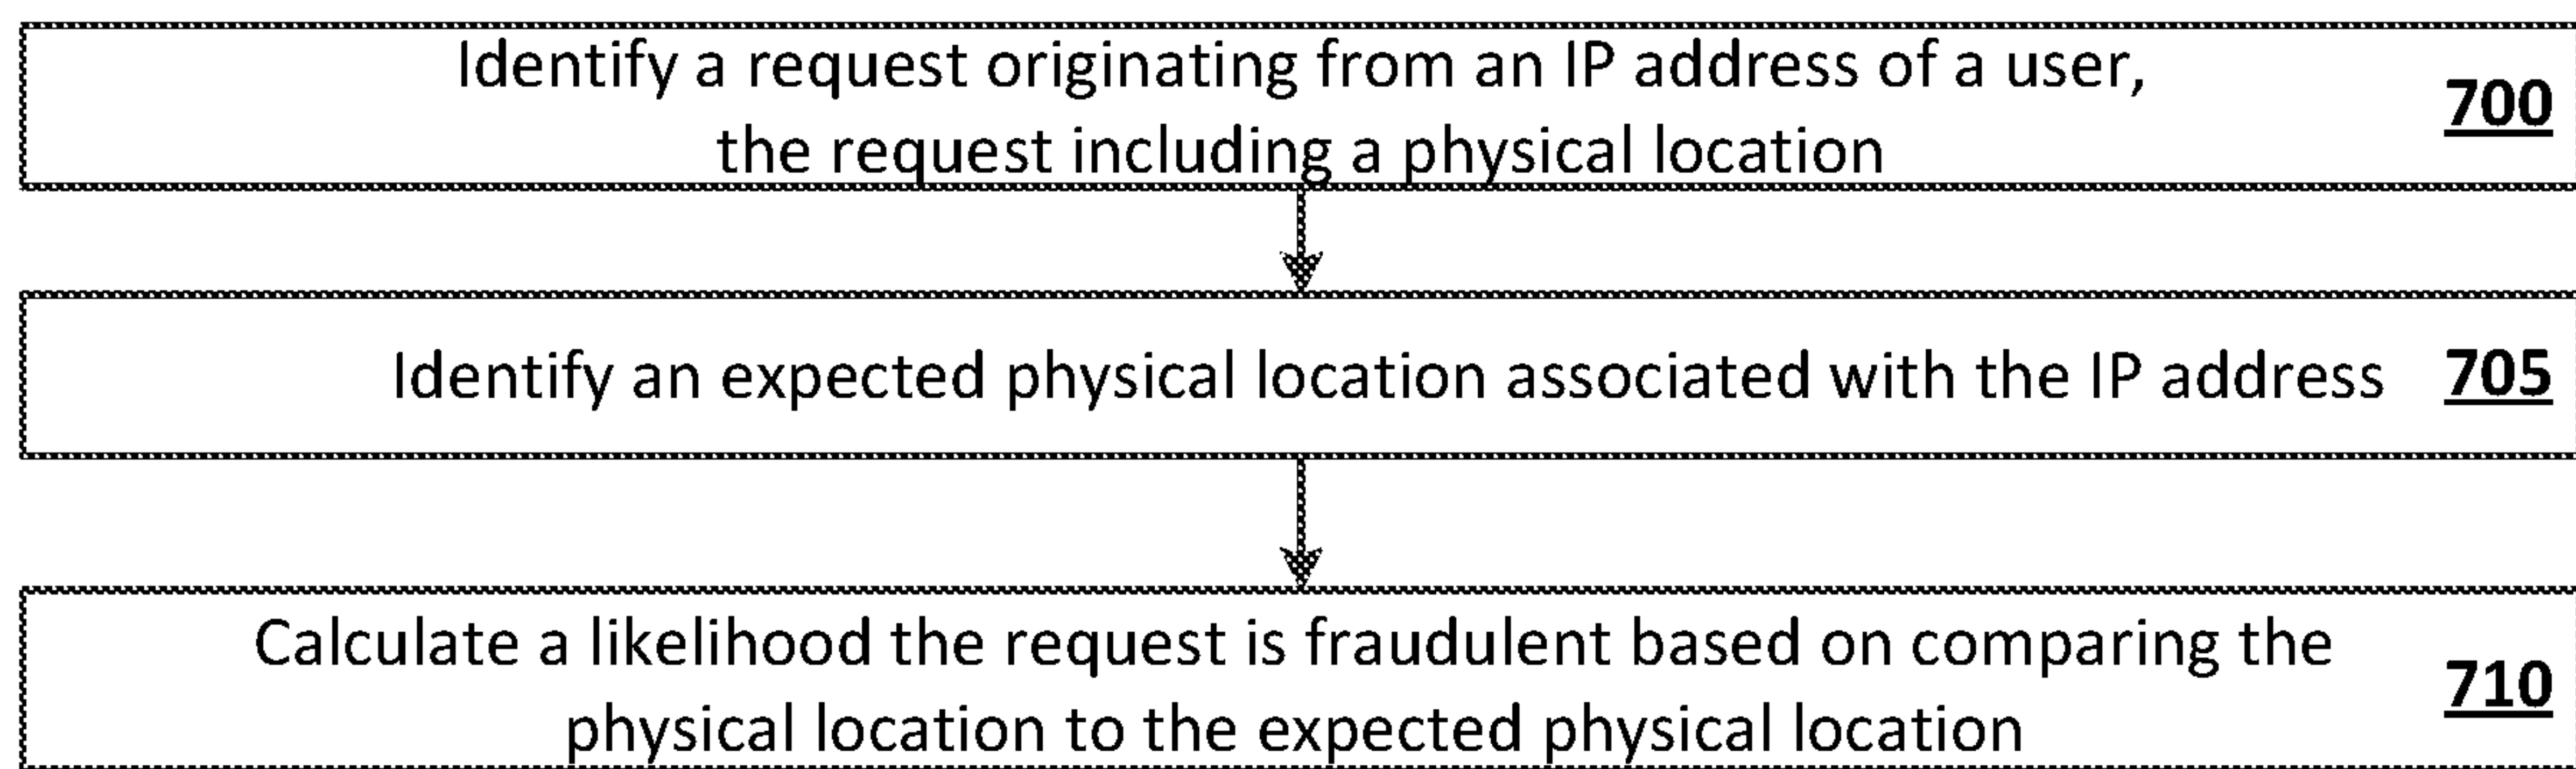 Identify a request originating from an IP address of a user,
the request including a physical location
700
Identify an expected physical location associated with the IP address 705
Calculate a likelihood the request is fraudulent based on comparing the
physical location to the expected physical location
710